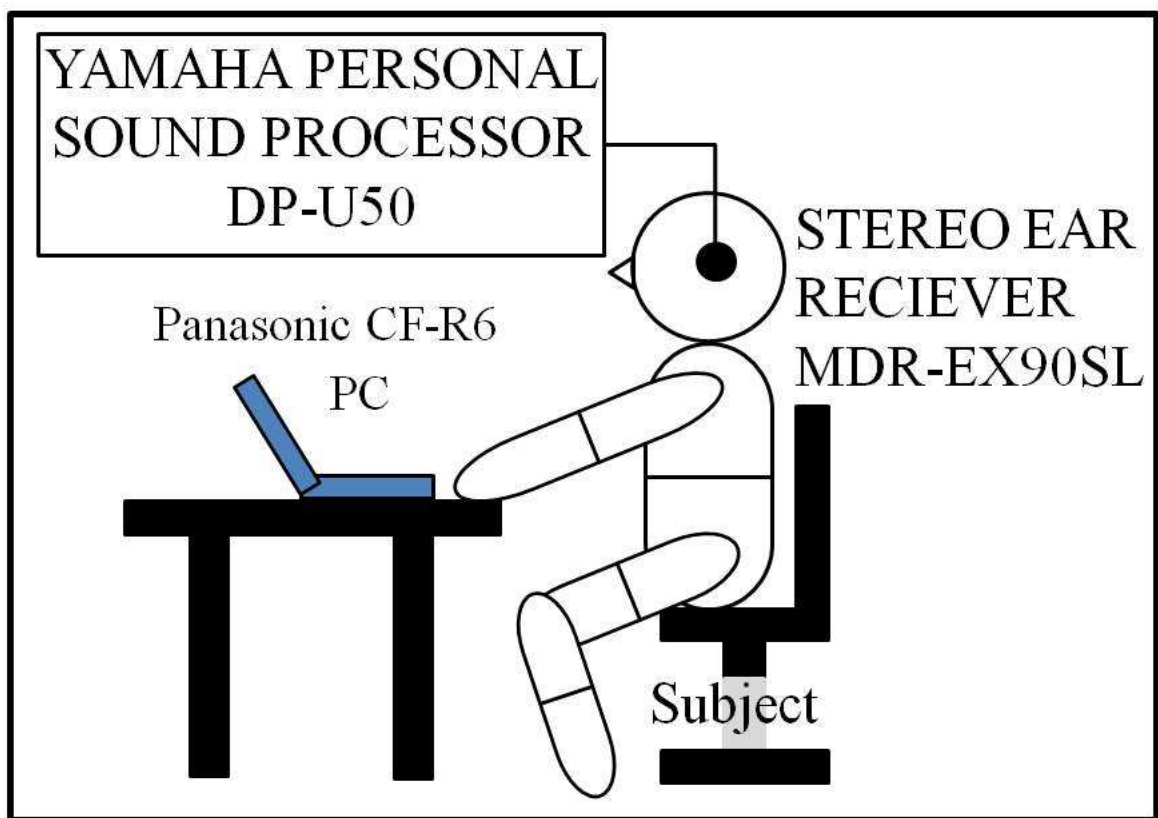 YAMAHA PERSONAL
SOUND PROCESSOR
DP-U50
STEREO EAR
RECIEVER
MDR-EX90SL
Panasonic CF-R6
PC
Subject